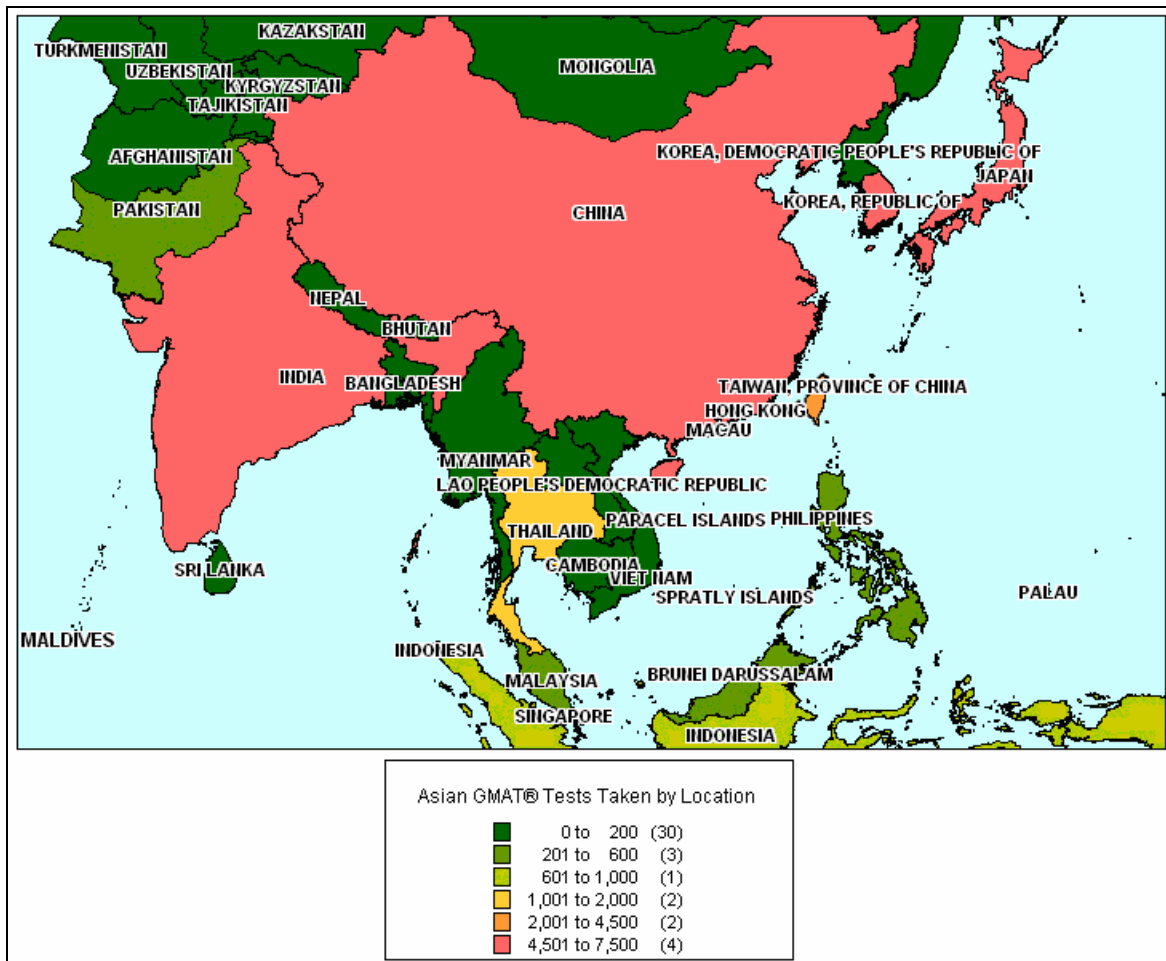 KAZAKSTAN
TURKMENISTAN
UZBEKISTAN
MONGOLIA
KYRGYZSTAN
TAJIKISTAN
AFGHANISTAN
KOREA, DEMOCRATIC PEOPLE'S REPUBLIC OF
JAPAN
PAKISTAN
KOREA, REPUBLIC OF
CHINA
NEPAL
BHUTAN
INDIA
BANGLADESH
TAIWAN, PROVINCE OF CHINA
HONG KONG
MACAU
MYANMAR
LAO PEOPLE'S DEMOCRATIC REPUBLIC
PARACEL ISLANDS
PHILIPPINES
THAILAND
CAMBODIA
SRI LANKA
VIET NAM
SPRATLY ISLANDS
PALAU
MALDIVES
INDONESIA
MALAYSIA
BRUNEI DARUSSALAM
SINGAPORE
INDONESIA
Asian GMAT® Tests Taken by Location
0 to 200 (30)
201 to 600 (3)
601 to 1,000 (1)
1,001 to 2,000 (2)
2,001 to 4,500 (2)
4,501 to 7,500 (4)